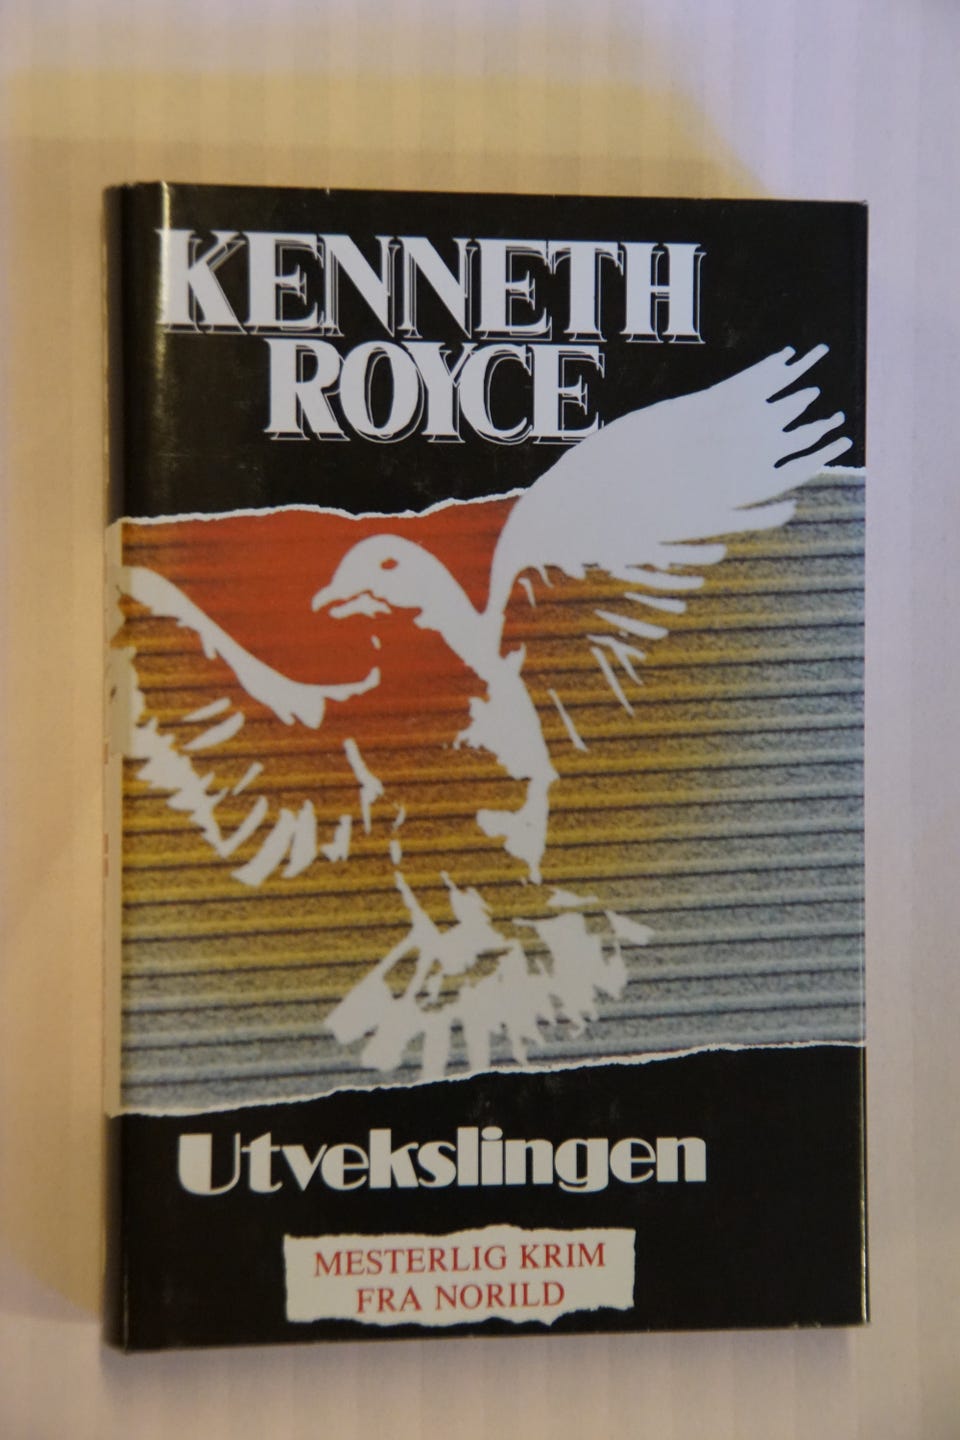 KENNETH
ROYCE
Utvekslingen
MESTERLIG KRIM
FRA NORILD